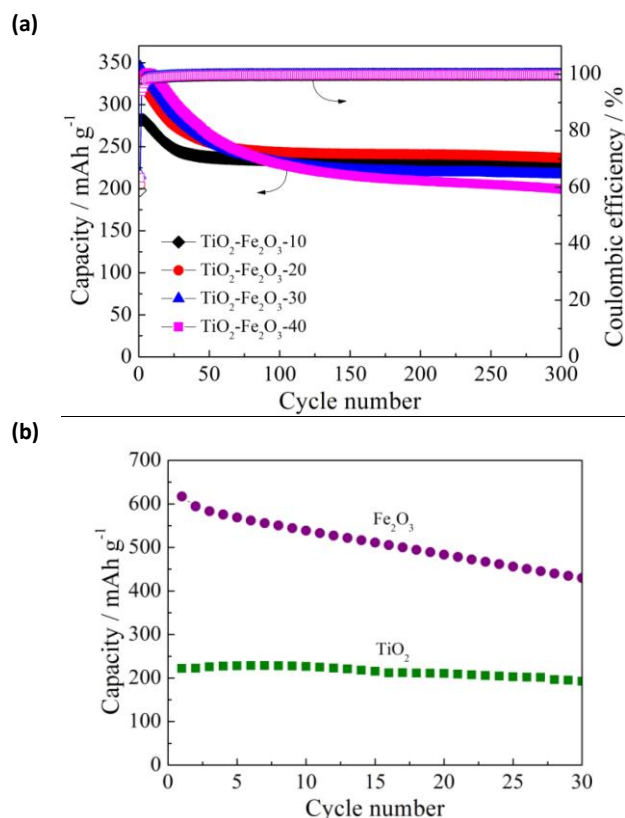 (a)
350
300
250
200
150
100
50
0
Capacity / mAh g⁻¹
100
80
60
40
20
0
Coulombic efficiency / %
TiO₂-Fe₂O₃-10
TiO₂-Fe₂O₃-20
TiO₂-Fe₂O₃-30
TiO₂-Fe₂O₃-40
0 50 100 150 200 250 300
Cycle number
(b)
700
600
500
400
300
200
100
0
Capacity / mAh g⁻¹
Fe₂O₃
TiO₂
0 5 10 15 20 25 30
Cycle number